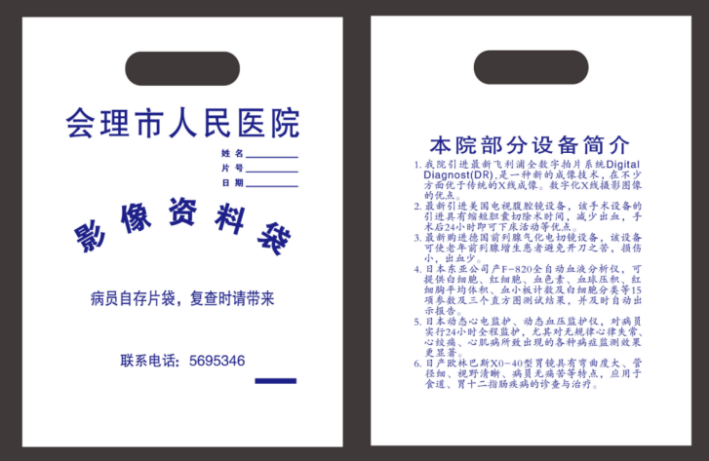 会理市人民医院
姓 名
片 号
日 期
影像资料袋
病员自存片袋，复查时请带来
联系电话：5695346
本院部分设备简介
1. 我院引进最新飞利浦全数字拍片系统Digital
Diagnost(DR),是一种新的成像技术，在不少
方面优于传统的X线成像。数字化X线摄影图像
的优点。
2. 最新引进美国电视腹腔镜设备，该手术设备的
引进具有缩短胆囊切除术时间，减少出血，手
术后24小时即可下床活动等优点。
3. 最新购进德国前列腺气化电切镜设备，该设备
可使老年前列腺增生患者避免开刀之苦，损伤
小，出血少。
4. 日本东亚公司产F-820全自动血液分析仪，可
提供白细胞、红细胞、血色素、血球压积、红
细胞平均体积、血小板计数及白细胞分类等15
项参数及三个直方图测试结果，并及时自动出
示报告。
5. 日本动态心电监护、动态血压监护仪，对病员
实行24小时全程监护，尤其对无规律心律失常、
心绞痛、心肌病所致出现的各种病症监测效果
更显著。
6. 日产欧林巴斯X0-40型胃镜具有弯曲度大、管
径细、视野清晰、病员无痛苦等特点，应用于
食道、胃十二指肠疾病的诊查与治疗。